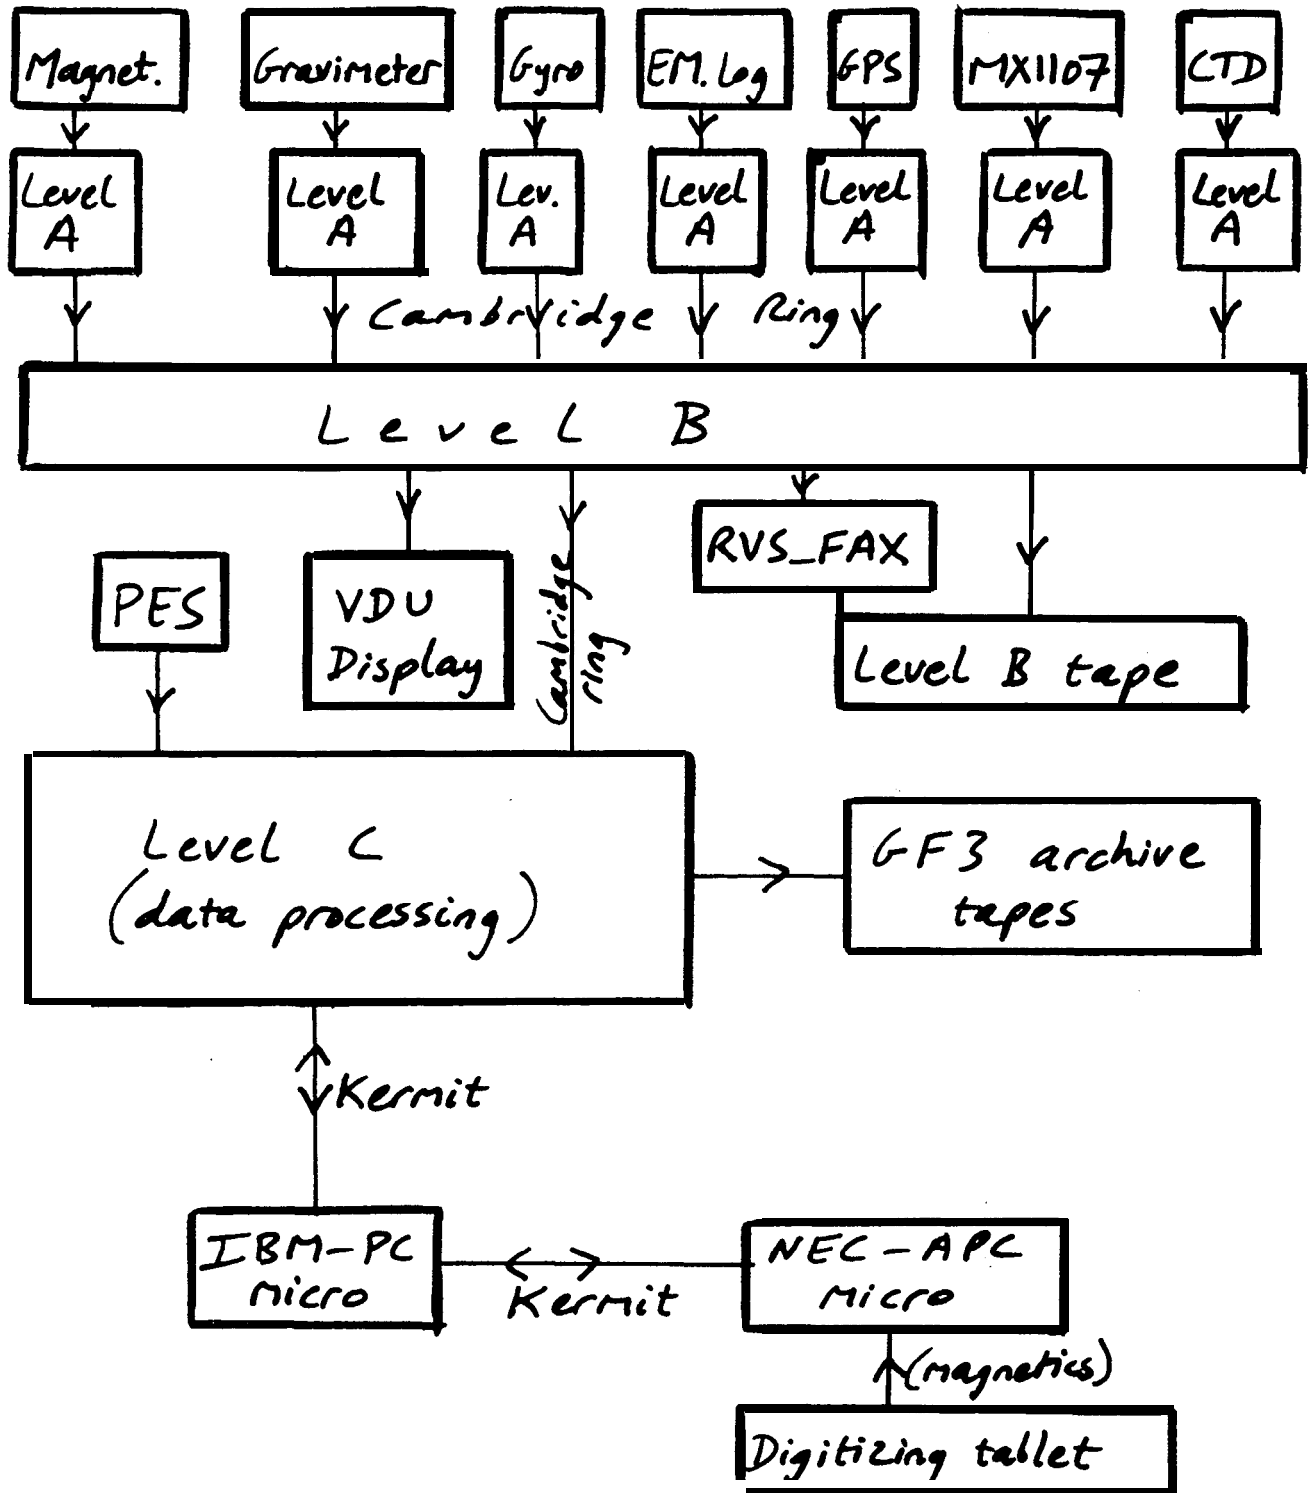 Magnet. Gravimeter Gyro EM.Log GPS MX1107 CTD
Level Level Lev. Level Level Level Level
A A A A A A A
Cambridge Ring
Level B
RVS_FAX
PES
VDU
Display
Cambridge
ring
Level B tape
Level C
(data processing)
GF3 archive
tapes
Kermit
IBM-PC
micro
Kermit
NEC-APC
micro
(magnetics)
Digitizing tablet